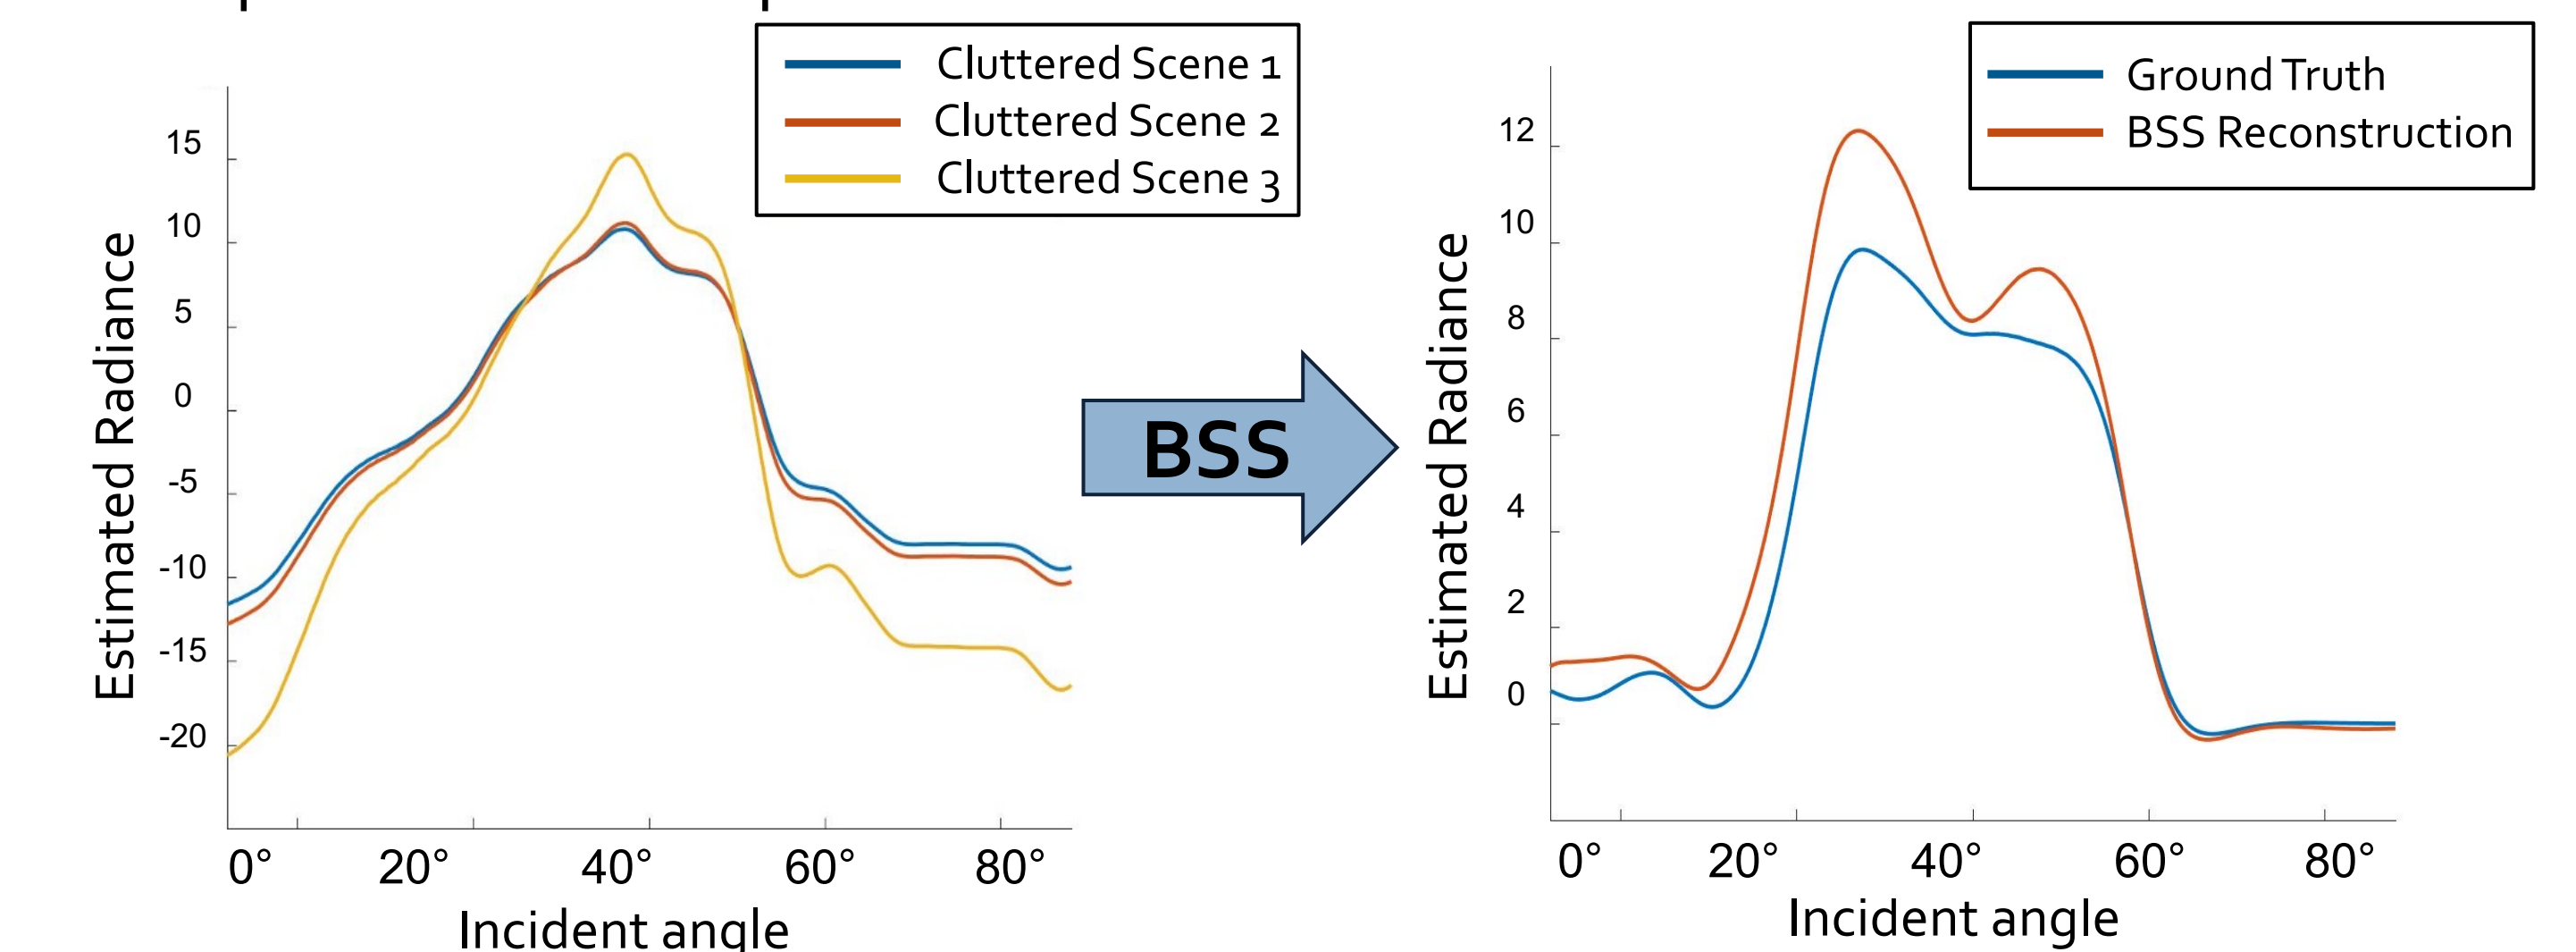 Cluttered Scene 1
Cluttered Scene 2
Cluttered Scene 3
15
10
5
0
-5
-10
-15
-20
Estimated Radiance
0° 20° 40° 60° 80°
Incident angle
BSS
Ground Truth
BSS Reconstruction
12
10
8
6
4
2
0
Estimated Radiance
0° 20° 40° 60° 80°
Incident angle